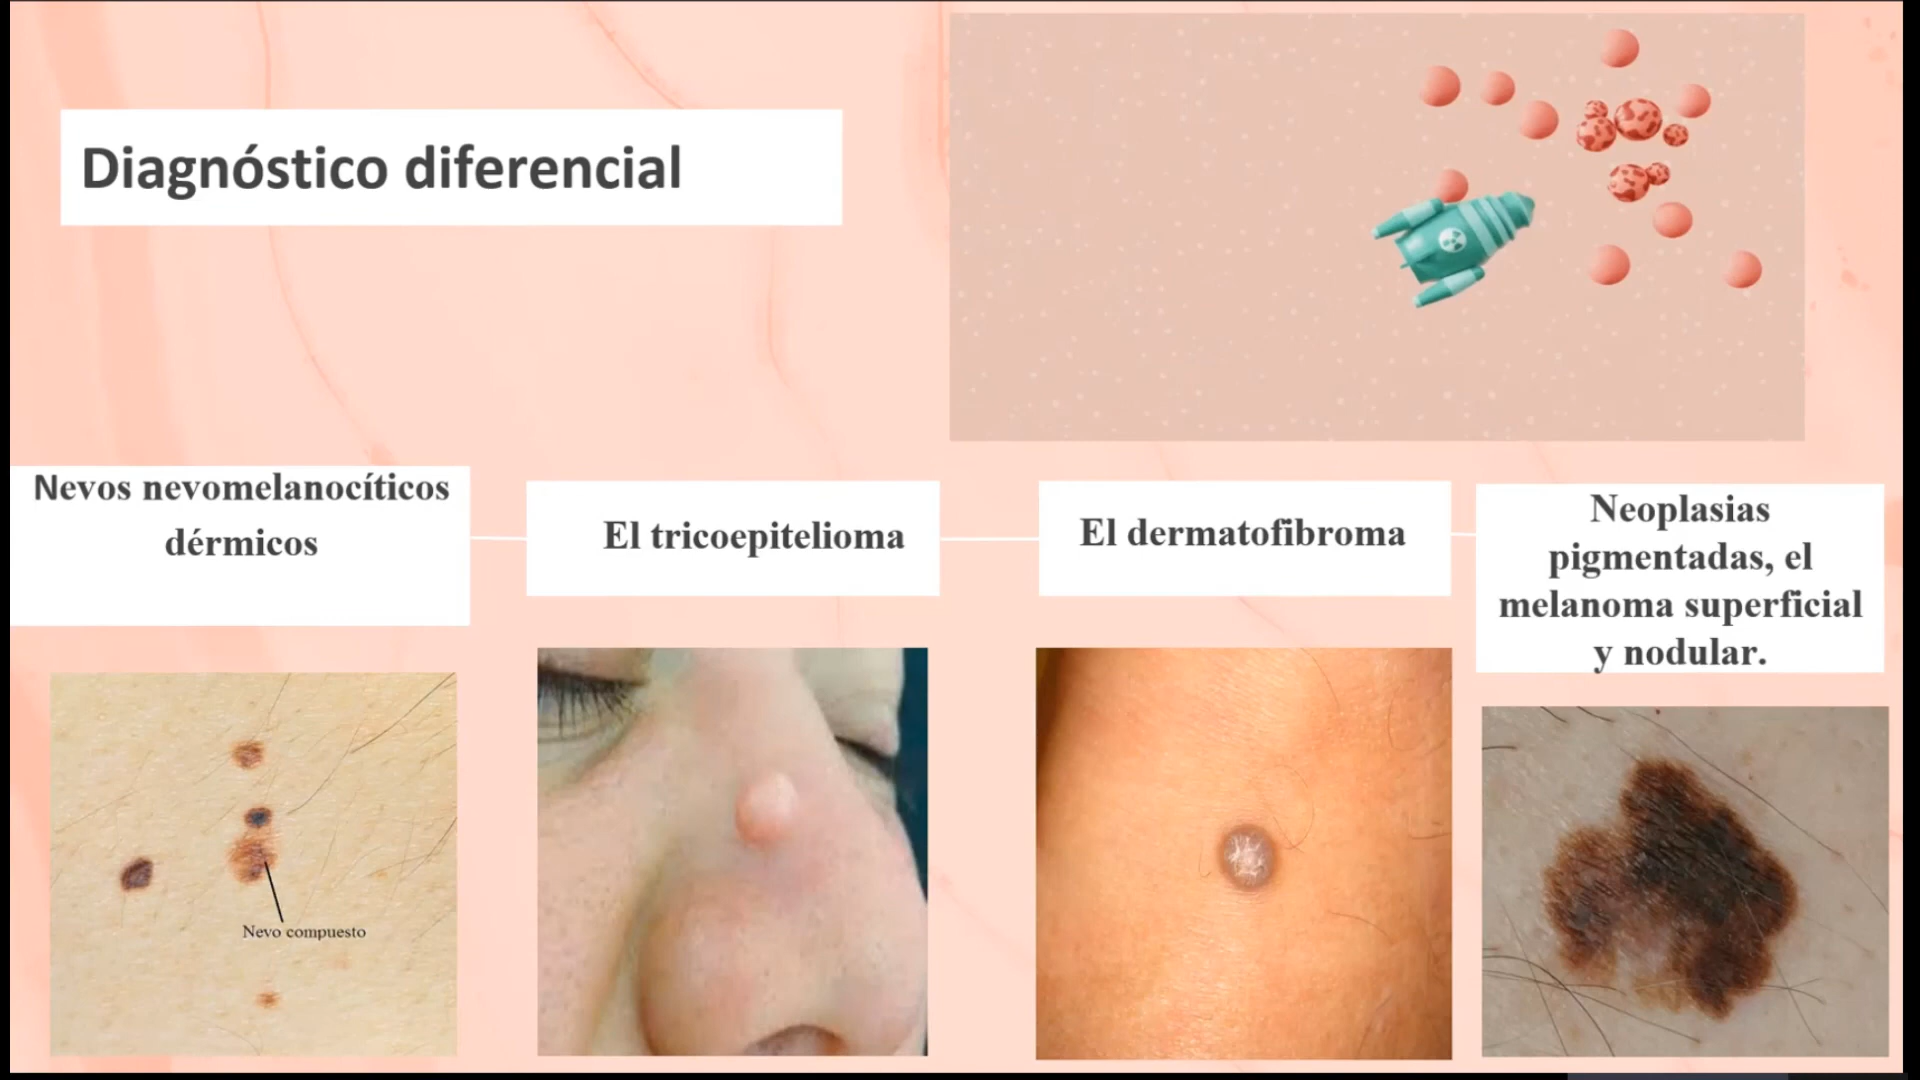 Diagnóstico diferencial
Nevos nevomelanocíticos
dérmicos
El tricoepitelioma
El dermatofibroma
Neoplasias
pigmentadas, el
melanoma superficial
y nodular.
Nevo compuesto